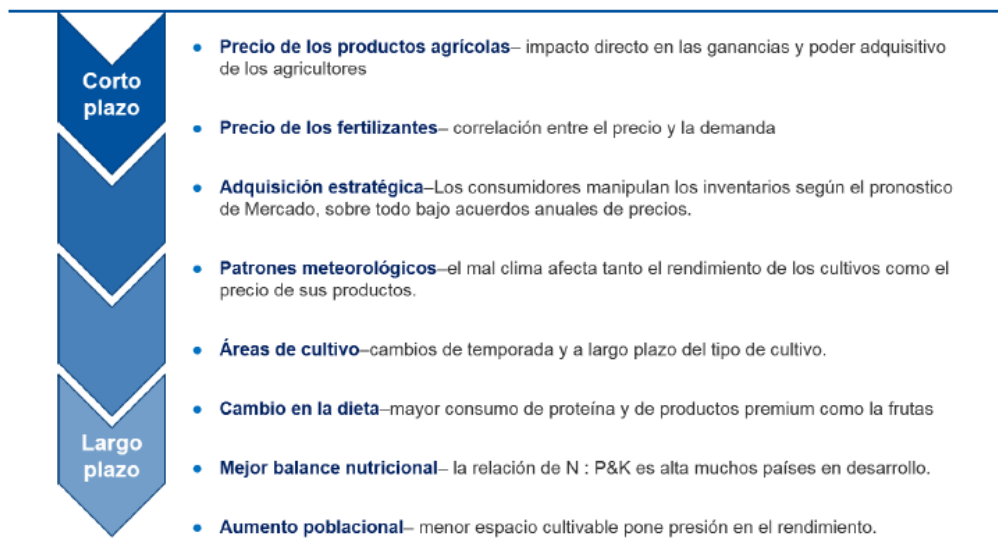 Corto
plazo
● Precio de los productos agrícolas– impacto directo en las ganancias y poder adquisitivo
de los agricultores
● Precio de los fertilizantes– correlación entre el precio y la demanda
● Adquisición estratégica–Los consumidores manipulan los inventarios según el pronostico
de Mercado, sobre todo bajo acuerdos anuales de precios.
● Patrones meteorológicos–el mal clima afecta tanto el rendimiento de los cultivos como el
precio de sus productos.
● Áreas de cultivo–cambios de temporada y a largo plazo del tipo de cultivo.
● Cambio en la dieta–mayor consumo de proteína y de productos premium como la frutas
Largo
plazo
● Mejor balance nutricional– la relación de N : P&K es alta muchos países en desarrollo.
● Aumento poblacional– menor espacio cultivable pone presión en el rendimiento.